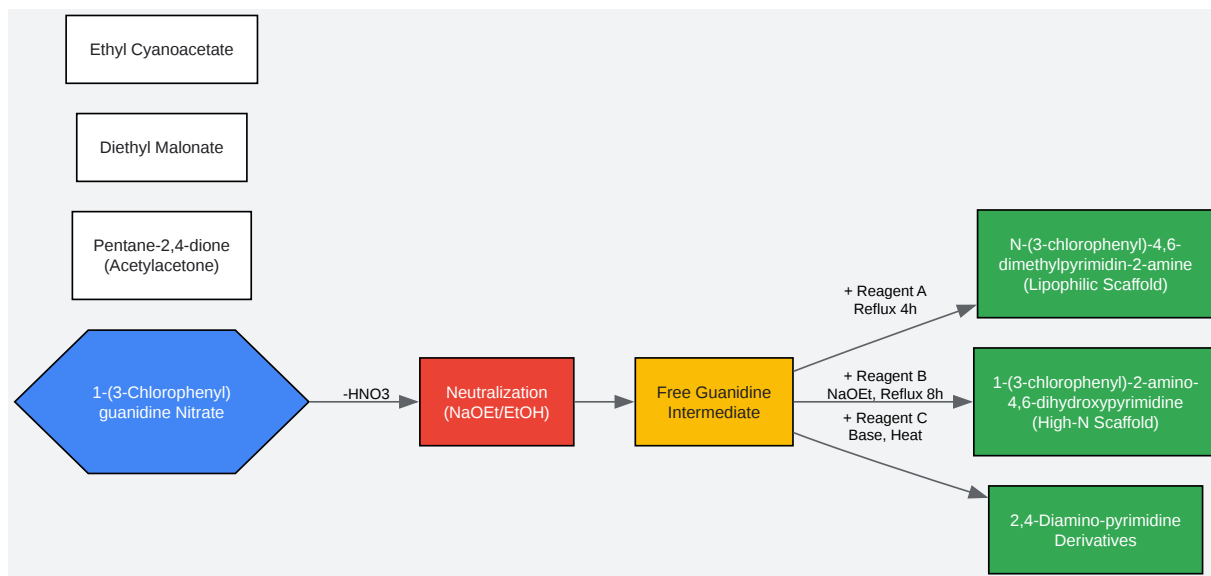 Ethyl Cyanoacetate
Diethyl Malonate
Pentane-2,4-dione
(Acetylacetone)
1-(3-Chlorophenyl)
guanidine Nitrate
-HNO3
Neutralization
(NaOEt/EtOH)
Free Guanidine
Intermediate
+ Reagent A
Reflux 4h
+ Reagent B
NaOEt, Reflux 8h
+ Reagent C
Base, Heat
N-(3-chlorophenyl)-4,6-
dimethylpyrimidin-2-amine
(Lipophilic Scaffold)
1-(3-chlorophenyl)-2-amino-
4,6-dihydroxypyrimidine
(High-N Scaffold)
2,4-Diamino-pyrimidine
Derivatives